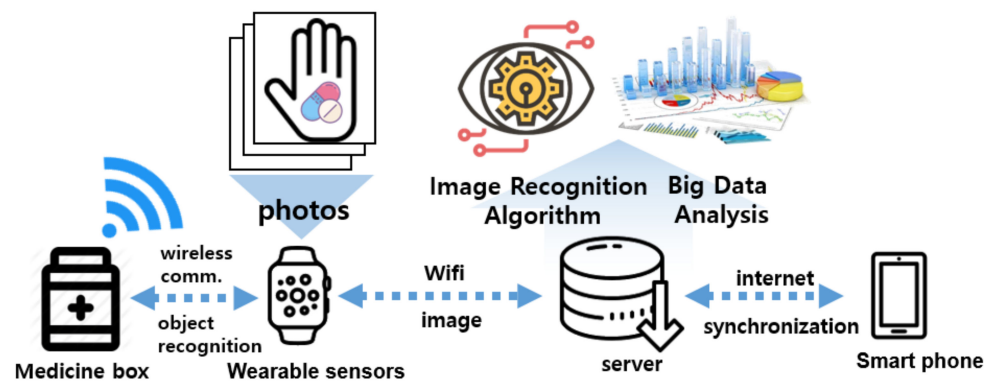 photos
Image Recognition
Algorithm
Big Data
Analysis
wireless
comm.
object
recognition
Wifi
image
internet
synchronization
Medicine box
Wearable sensors
server
Smart phone